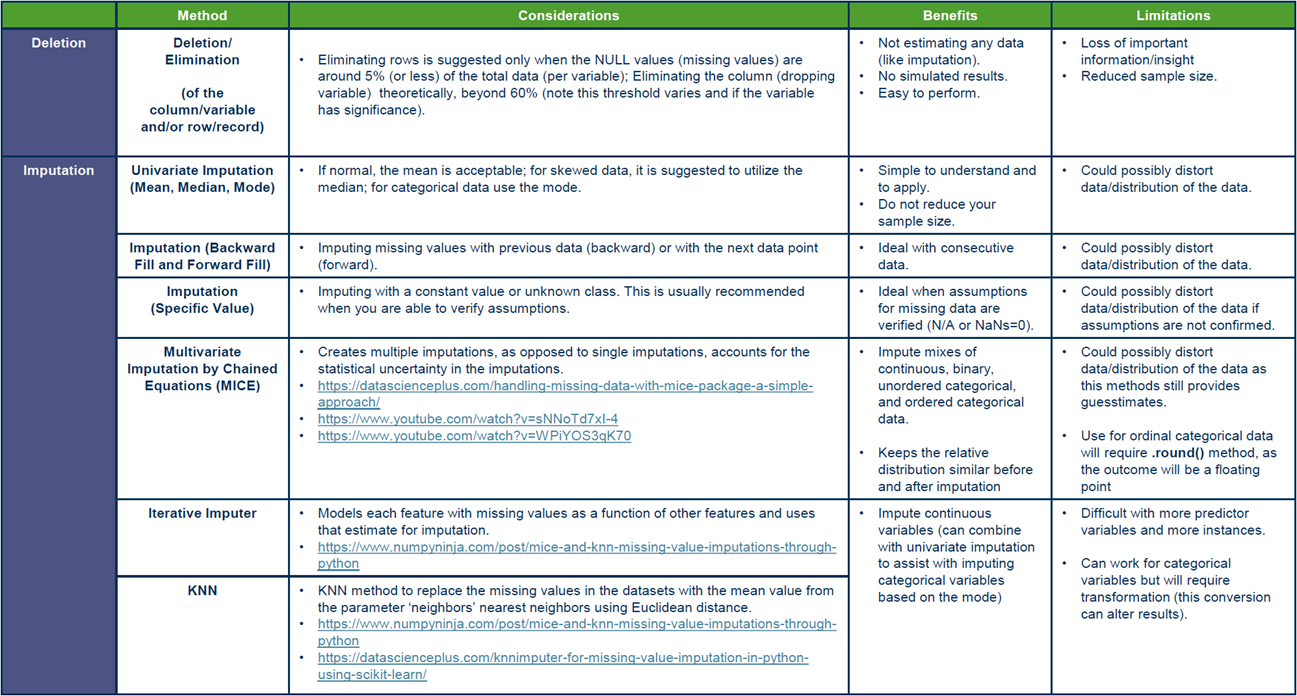 Method
Considerations
Benefits
Limitations
Deletion
Deletion/
Elimination
(of the
column/variable
and/or row/record)
• Eliminating rows is suggested only when the NULL values (missing values) are
around 5% (or less) of the total data (per variable); Eliminating the column (dropping
variable) theoretically, beyond 60% (note this threshold varies and if the variable
has significance).
• Not estimating any data
(like imputation).
• No simulated results.
• Easy to perform.
• Loss of important
information/insight
• Reduced sample size.
Imputation
Univariate Imputation
(Mean, Median, Mode)
• If normal, the mean is acceptable; for skewed data, it is suggested to utilize the
median; for categorical data use the mode.
• Simple to understand and
to apply.
• Do not reduce your
sample size.
• Could possibly distort
data/distribution of the data.
Imputation (Backward
Fill and Forward Fill)
• Imputing missing values with previous data (backward) or with the next data point
(forward).
• Ideal with consecutive
data.
• Could possibly distort
data/distribution of the data.
Imputation
(Specific Value)
• Imputing with a constant value or unknown class. This is usually recommended
when you are able to verify assumptions.
• Ideal when assumptions
for missing data are
verified (N/A or NaNs=0).
• Could possibly distort
data/distribution of the data if
assumptions are not confirmed.
Multivariate
Imputation by Chained
Equations (MICE)
• Creates multiple imputations, as opposed to single imputations, accounts for the
statistical uncertainty in the imputations.
• https://datascienceplus.com/handling-missing-data-with-mice-package-a-simple-
approach/
• https://www.youtube.com/watch?v=sNNoTd7xI-4
• https://www.youtube.com/watch?v=WPiYOS3qK70
• Impute mixes of
continuous, binary,
unordered categorical,
and ordered categorical
data.
• Keeps the relative
distribution similar before
and after imputation
• Could possibly distort
data/distribution of the data as
this methods still provides
guesstimates.
• Use for ordinal categorical data
will require .round() method, as
the outcome will be a floating
point
Iterative Imputer
• Models each feature with missing values as a function of other features and uses
that estimate for imputation.
• https://www.numpyninja.com/post/mice-and-knn-missing-value-imputations-through-
python
• Impute continuous
variables (can combine
with univariate imputation
to assist with imputing
categorical variables
based on the mode)
• Difficult with more predictor
variables and more instances.
• Can work for categorical
variables but will require
transformation (this conversion
can alter results).
KNN
• KNN method to replace the missing values in the datasets with the mean value from
the parameter ‘neighbors’ nearest neighbors using Euclidean distance.
• https://www.numpyninja.com/post/mice-and-knn-missing-value-imputations-through-
python
• https://datascienceplus.com/knnimputer-for-missing-value-imputation-in-python-
using-scikit-learn/